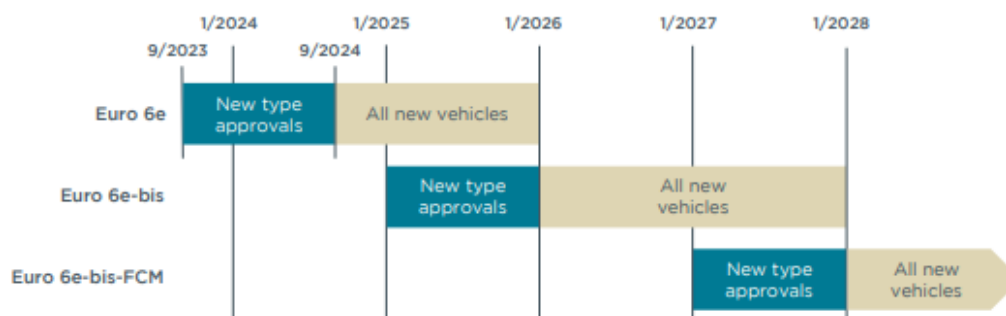 1/2024 1/2025 1/2026 1/2027 1/2028
9/2023 9/2024
Euro 6e
New type
approvals
All new vehicles
Euro 6e-bis
New type
approvals
All new
vehicles
Euro 6e-bis-FCM
New type
approvals
All new
vehicles